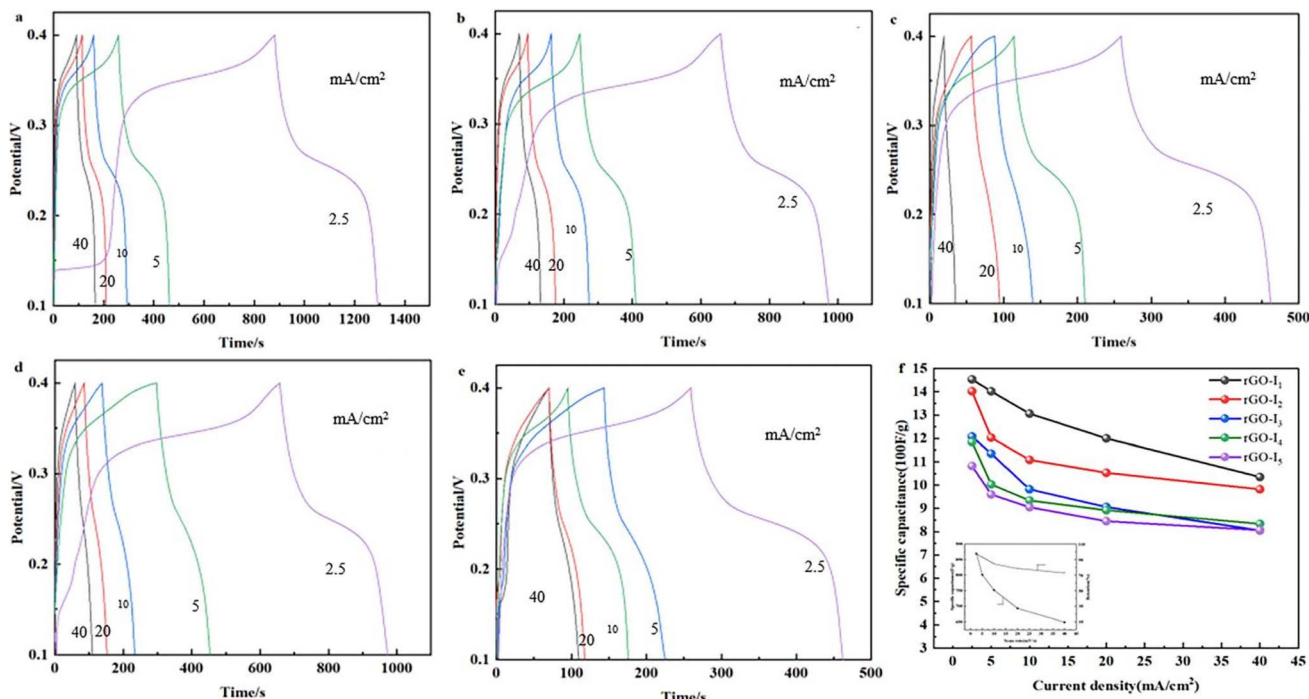 a
0.4
0.3
0.2
0.1
Potential/V
mA/cm²
40
20
10
5
2.5
0 200 400 600 800 1000 1200 1400
Time/s
b
0.4
0.3
0.2
0.1
Potential/V
mA/cm²
40
20
10
5
2.5
0 200 400 600 800 1000
Time/s
c
0.4
0.3
0.2
0.1
Potential/V
mA/cm²
40
20
10
5
2.5
0 100 200 300 400 500
Time/s
d
0.4
0.3
0.2
0.1
Potential/V
mA/cm²
40
20
10
5
2.5
0 200 400 600 800 1000
Time/s
e
0.4
0.3
0.2
0.1
Potential/V
mA/cm²
40
20
10
5
2.5
0 100 200 300 400 500
Time/s
f
15
14
13
12
11
10
9
8
7
6
5
4
3
Specific capacitance(100F/g)
rGO-I₁
rGO-I₂
rGO-I₃
rGO-I₄
rGO-I₅
0 5 10 15 20 25 30 35 40 45
Current density(mA/cm²)